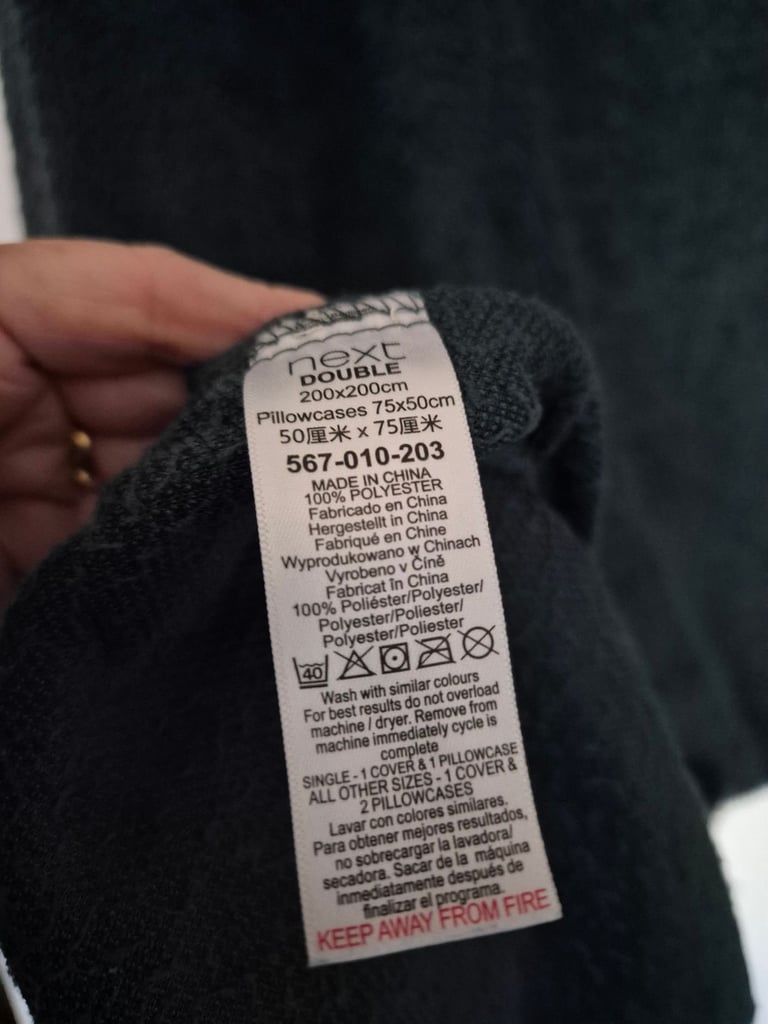 next
DOUBLE
200x200cm
Pillowcases 75x50cm
50厘米 x 75厘米
567-010-203
MADE IN CHINA
100% POLYESTER
Fabricado en China
Hergestellt in China
Fabriqué en Chine
Wyprodukowano w Chinach
Vyrobeno v Číně
Fabricat în China
100% Poliéster/Polyester/
Polyester/Poliester/
Polyester/Poliester
40
Wash with similar colours
For best results do not overload
machine / dryer. Remove from
machine immediately cycle is
complete
SINGLE - 1 COVER & 1 PILLOWCASE
ALL OTHER SIZES - 1 COVER &
2 PILLOWCASES
Lavar con colores similares.
Para obtener mejores resultados,
no sobrecargar la lavadora/
secadora. Sacar de la máquina
inmediatamente después de
finalizar el programa.
KEEP AWAY FROM FIRE